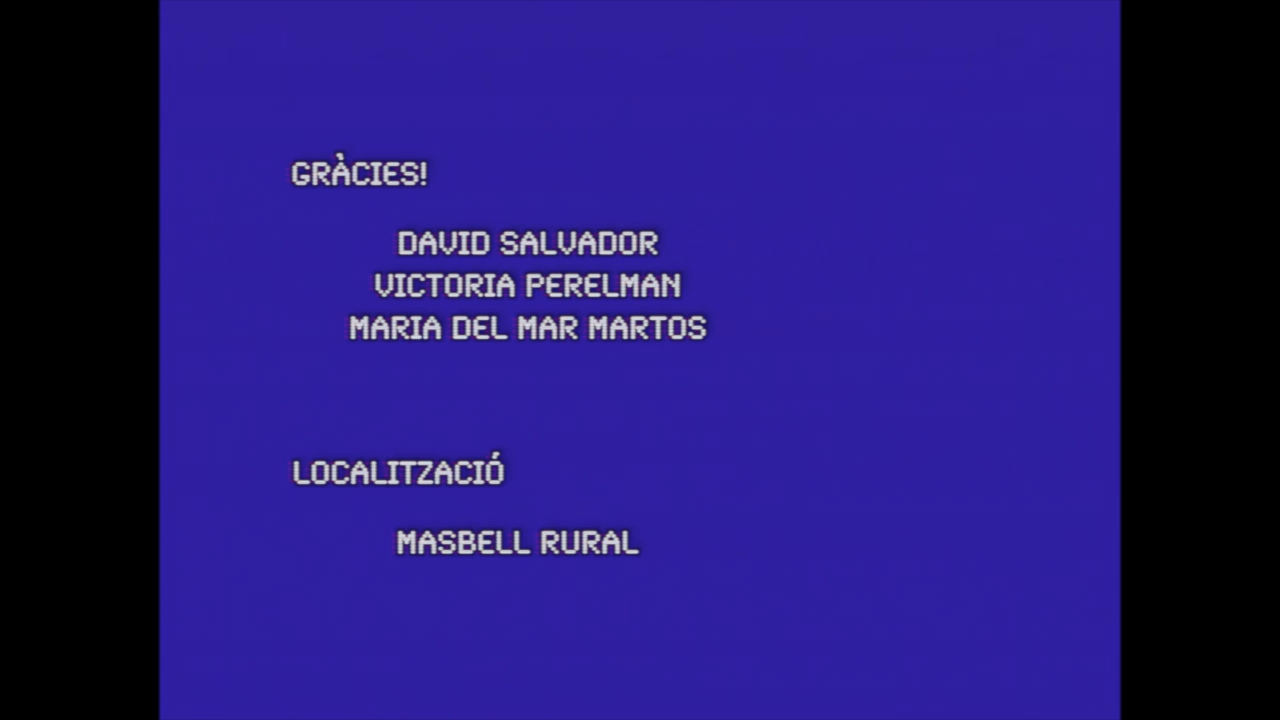 GRÀCIES!
DAVID SALVADOR
VICTORIA PERELMAN
MARIA DEL MAR MARTOS
LOCALITZACIÓ
MASBELL RURAL